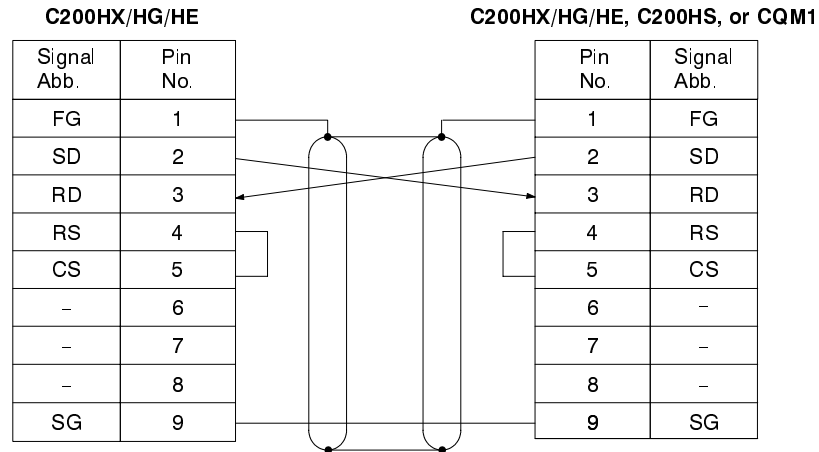 C200HX/HG/HE
C200HX/HG/HE, C200HS, or CQM1
Signal Abb. Pin No. Pin No. Signal Abb.
FG 1 1 FG
SD 2 2 SD
RD 3 3 RD
RS 4 4 RS
CS 5 5 CS
– 6 6 –
– 7 7 –
– 8 8 –
SG 9 9 SG